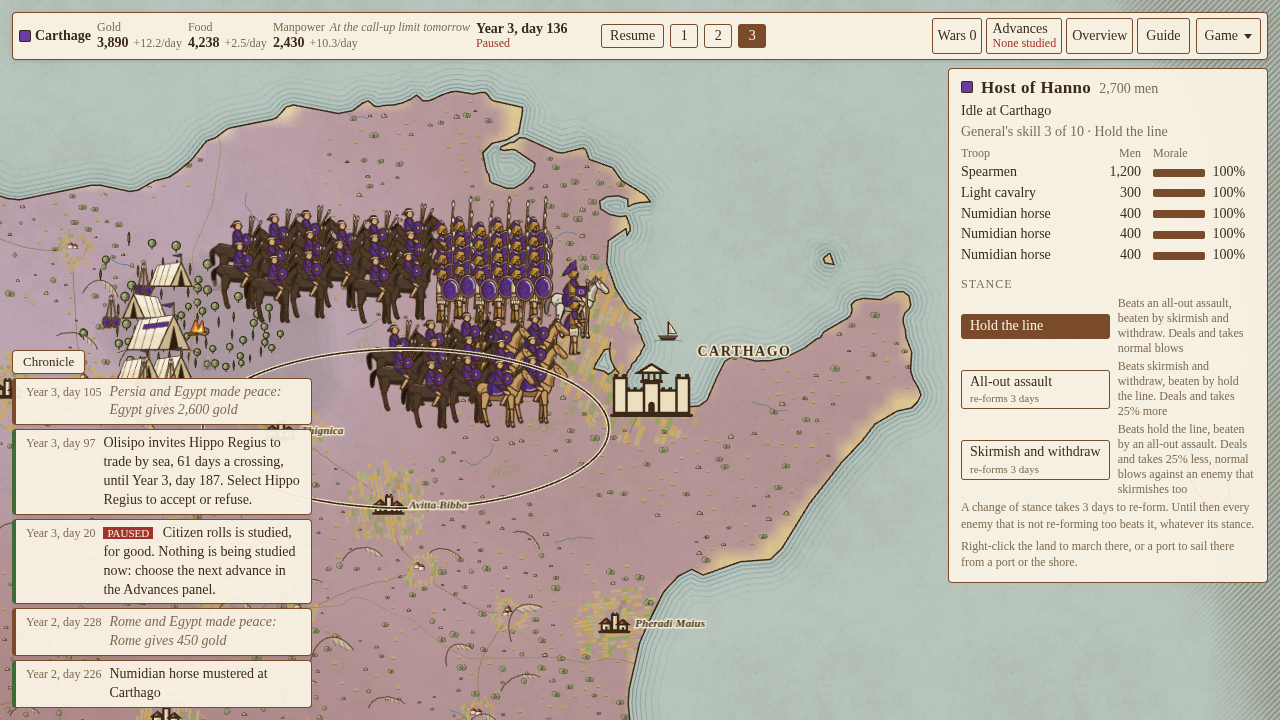 Carthage
Gold
3,890 +12.2/day
Food
4,238 +2.5/day
Manpower At the call-up limit tomorrow
2,430 +10.3/day
Year 3, day 136
Paused
Resume
1
2
3
Wars 0
Advances
None studied
Overview
Guide
Game
Host of Hanno 2,700 men
Idle at Carthago
General's skill 3 of 10 · Hold the line
Troop Men Morale
Spearmen 1,200 100%
Light cavalry 300 100%
Numidian horse 400 100%
Numidian horse 400 100%
Numidian horse 400 100%
STANCE
Hold the line
Beats an all-out assault,
beaten by skirmish and
withdraw. Deals and takes
normal blows
All-out assault
re-forms 3 days
Beats skirmish and
withdraw, beaten by hold
the line. Deals and takes
25% more
Skirmish and withdraw
re-forms 3 days
Beats hold the line, beaten
by an all-out assault. Deals
and takes 25% less, normal
blows against an enemy that
skirmishes too
A change of stance takes 3 days to re-form. Until then every
enemy that is not re-forming too beats it, whatever its stance.
Right-click the land to march there, or a port to sail there
from a port or the shore.
CARTHAGO
Avitta Bibba
Pheradi Maius
Chronicle
Year 3, day 105 Persia and Egypt made peace:
Egypt gives 2,600 gold
Year 3, day 97 Olisipo invites Hippo Regius to
trade by sea, 61 days a crossing,
until Year 3, day 187. Select Hippo
Regius to accept or refuse.
Year 3, day 20 PAUSED Citizen rolls is studied,
for good. Nothing is being studied
now: choose the next advance in
the Advances panel.
Year 2, day 228 Rome and Egypt made peace:
Rome gives 450 gold
Year 2, day 226 Numidian horse mustered at
Carthago